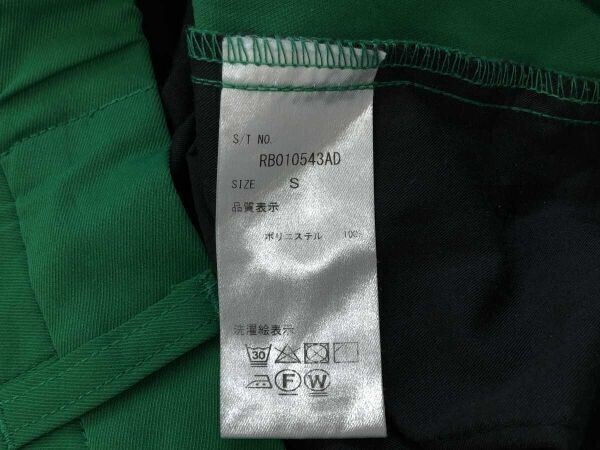 S/T NO.
RB010543AD
SIZE S
品質表示
ポリエステル 100%
洗濯絵表示
30
F W